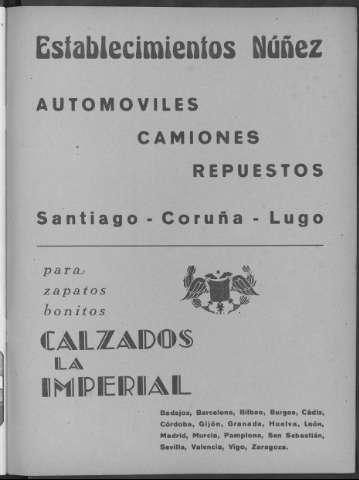 Establecimientos Núñez
AUTOMOVILES
CAMIONES
REPUESTOS
Santiago - Coruña - Lugo
para
zapatos
bonitos
CALZADOS
LA
IMPERIAL
Badajoz, Barcelona, Bilbao, Burgos, Cádiz,
Córdoba, Gijón, Granada, Huelva, León,
Madrid, Murcia, Pamplona, San Sebastián,
Sevilla, Valencia, Vigo, Zaragoza.